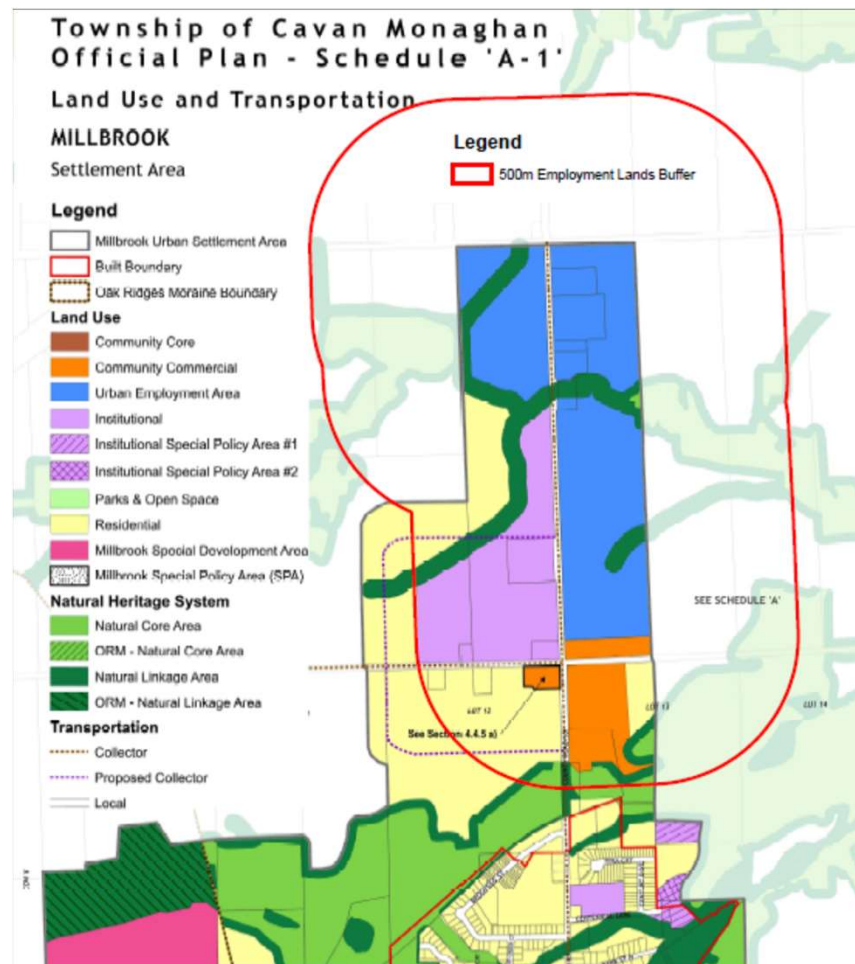 Township of Cavan Monaghan
Official Plan - Schedule 'A-1'
Land Use and Transportation
MILLBROOK
Settlement Area
Legend
500m Employment Lands Buffer
Legend
Millbrook Urban Settlement Area
Built Boundary
Oak Ridges Moraine Boundary
Land Use
Community Core
Community Commercial
Urban Employment Area
Institutional
Institutional Special Policy Area #1
Institutional Special Policy Area #2
Parks & Open Space
Residential
Millbrook Special Development Area
Millbrook Special Policy Area (SPA)
Natural Heritage System
Natural Core Area
ORM - Natural Core Area
Natural Linkage Area
ORM - Natural Linkage Area
Transportation
Collector
Proposed Collector
Local
SEE SCHEDULE 'A'
LOT 12
LOT 13
LOT 14
See Section 4.4.5 a)